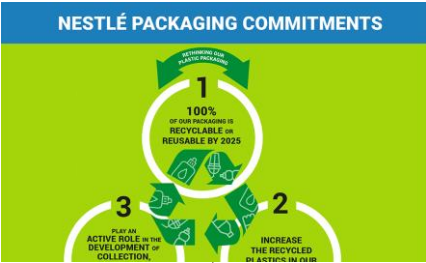 NESTLÉ PACKAGING COMMITMENTS
RETHINKING OUR
PLASTIC PACKAGING
1
100%
OF OUR PACKAGING IS
RECYCLABLE OR
REUSABLE BY 2025
3
PLAY AN
ACTIVE ROLE IN THE
DEVELOPMENT OF
COLLECTION,
2
INCREASE
THE RECYCLED
PLASTICS IN OUR